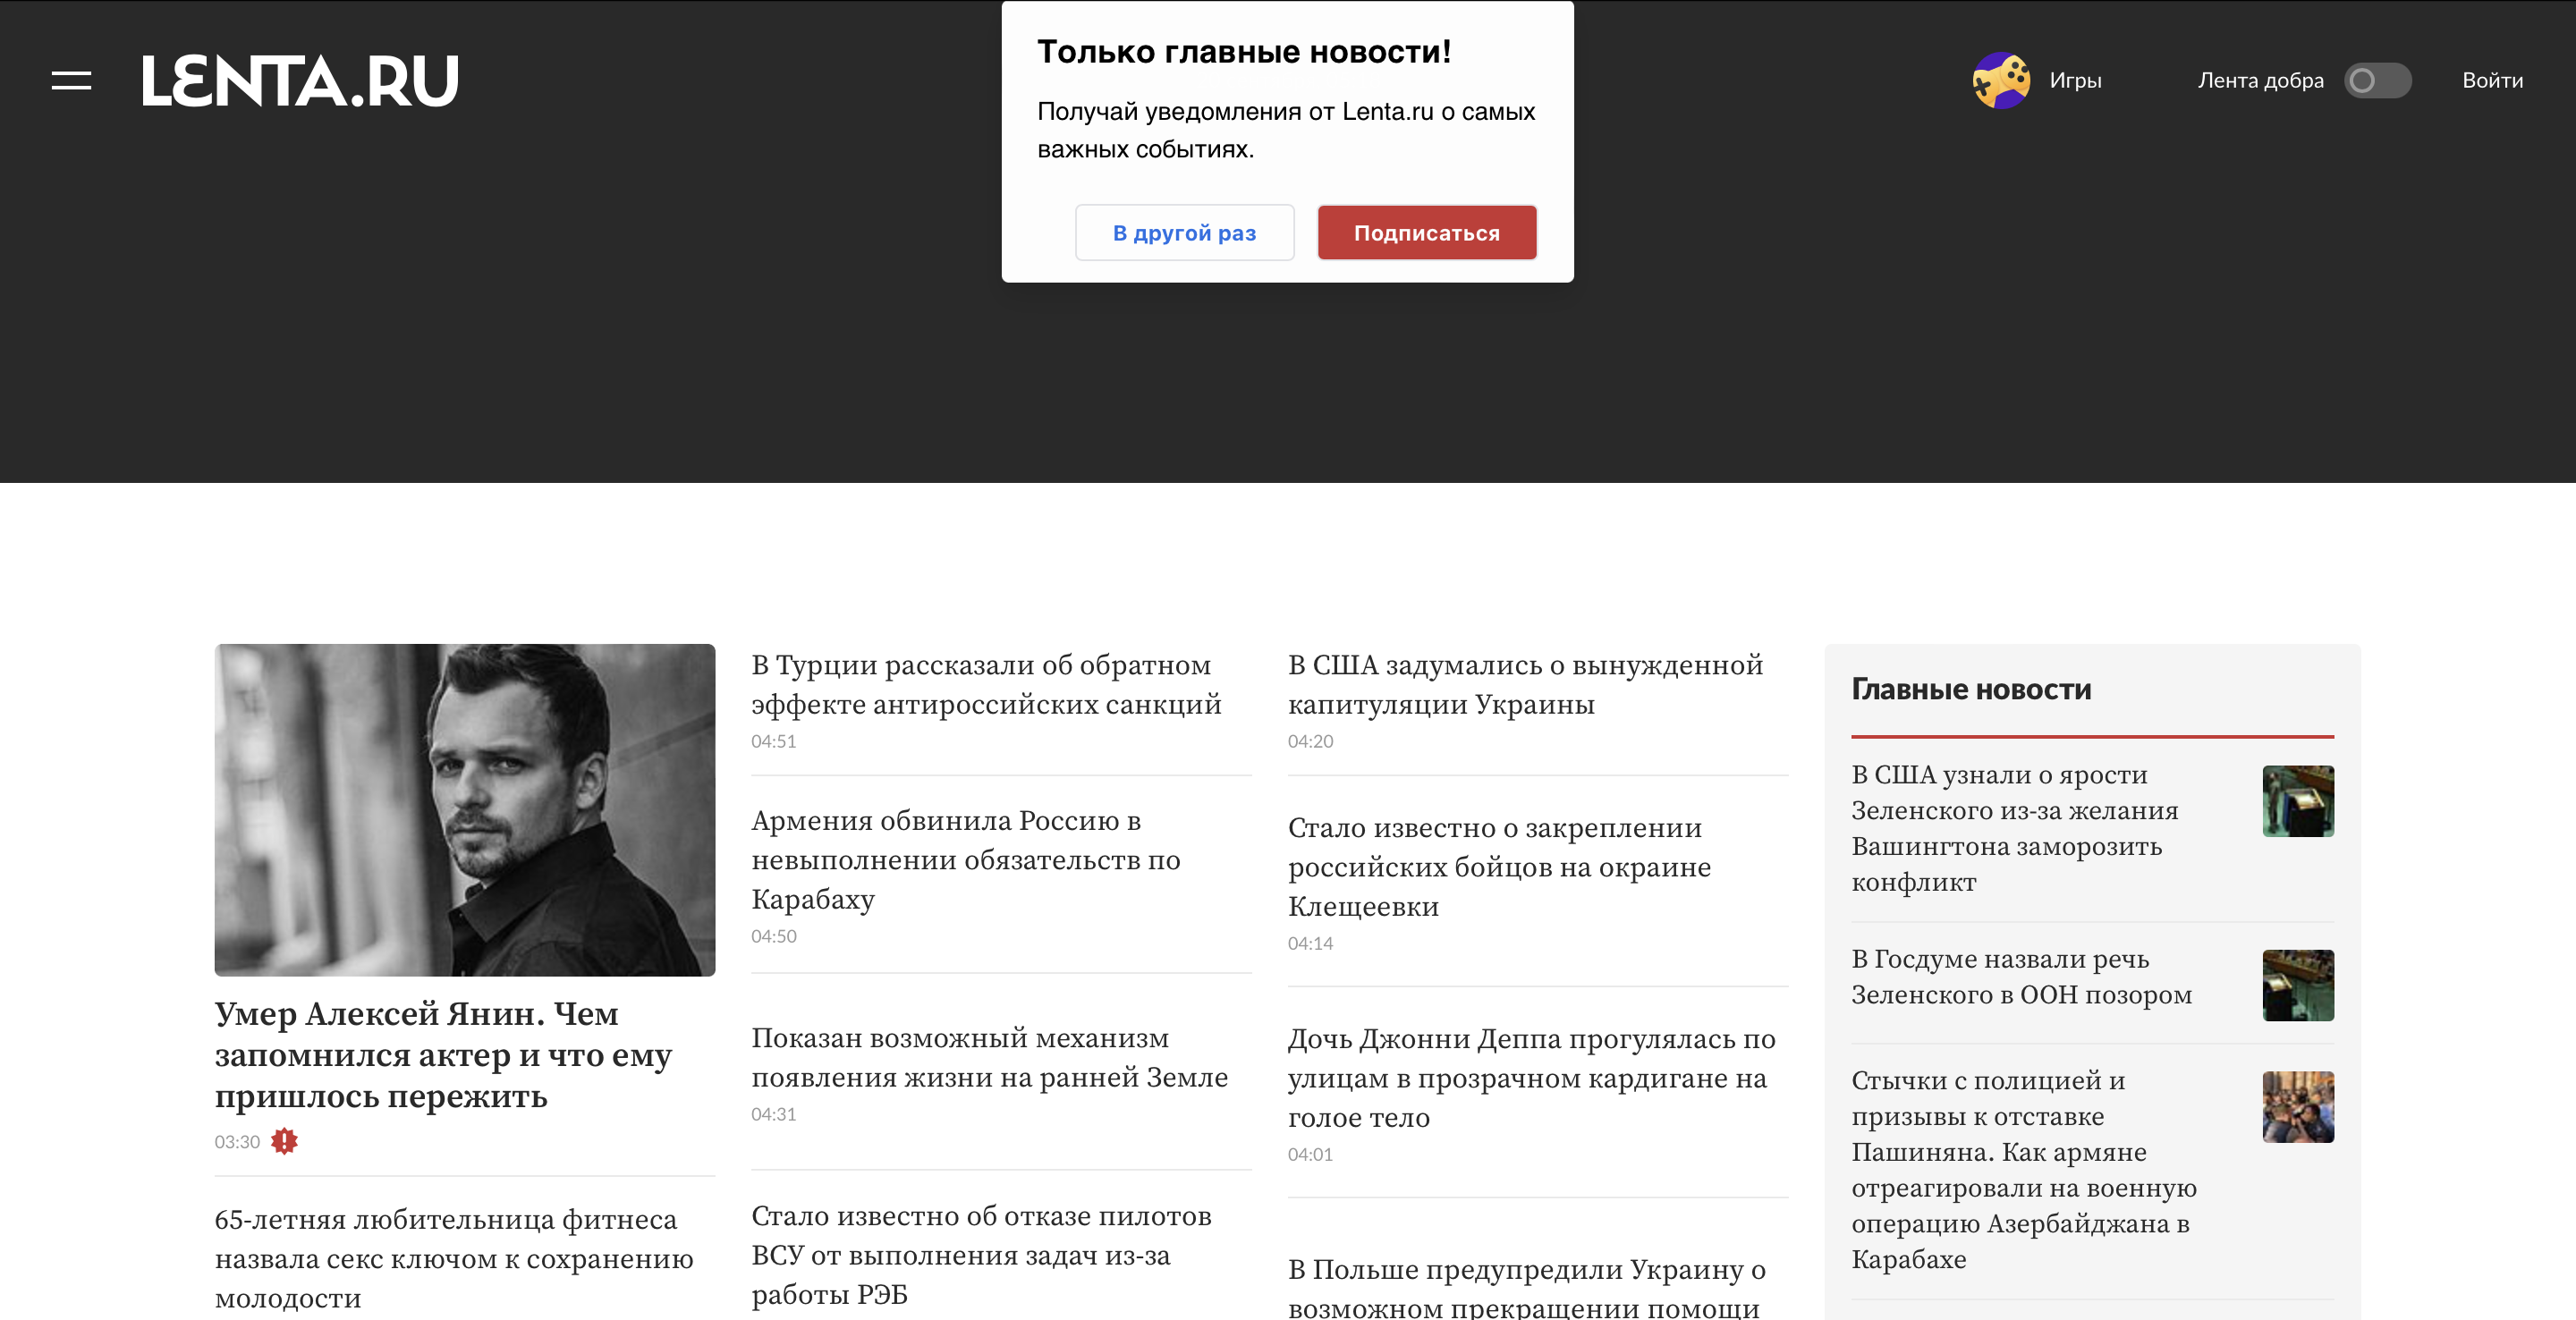 LENTA.RU
Только главные новости!
Получай уведомления от Lenta.ru о самых
важных событиях.
В другой раз
Подписаться
Игры
Лента добра
Войти
Умер Алексей Янин. Чем
запомнился актер и что ему
пришлось пережить
03:30
65-летняя любительница фитнеса
назвала секс ключом к сохранению
молодости
В Турции рассказали об обратном
эффекте антироссийских санкций
04:51
Армения обвинила Россию в
невыполнении обязательств по
Карабаху
04:50
Показан возможный механизм
появления жизни на ранней Земле
04:31
Стало известно об отказе пилотов
ВСУ от выполнения задач из-за
работы РЭБ
В США задумались о вынужденной
капитуляции Украины
04:20
Стало известно о закреплении
российских бойцов на окраине
Клещеевки
04:14
Дочь Джонни Деппа прогулялась по
улицам в прозрачном кардигане на
голое тело
04:01
В Польше предупредили Украину о
возможном прекращении помощи
Главные новости
В США узнали о ярости
Зеленского из-за желания
Вашингтона заморозить
конфликт
В Госдуме назвали речь
Зеленского в ООН позором
Стычки с полицией и
призывы к отставке
Пашиняна. Как армяне
отреагировали на военную
операцию Азербайджана в
Карабахе